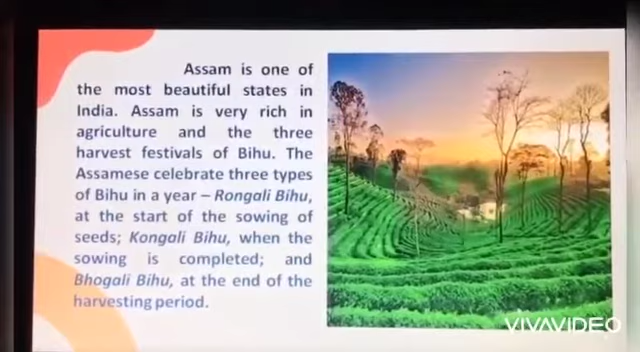 Assam is one of
the most beautiful states in
India. Assam is very rich in
agriculture and the three
harvest festivals of Bihu. The
Assamese celebrate three types
of Bihu in a year – Rongali Bihu,
at the start of the sowing of
seeds; Kongali Bihu, when the
sowing is completed; and
Bhogali Bihu, at the end of the
harvesting period.
VIVAVIDEO